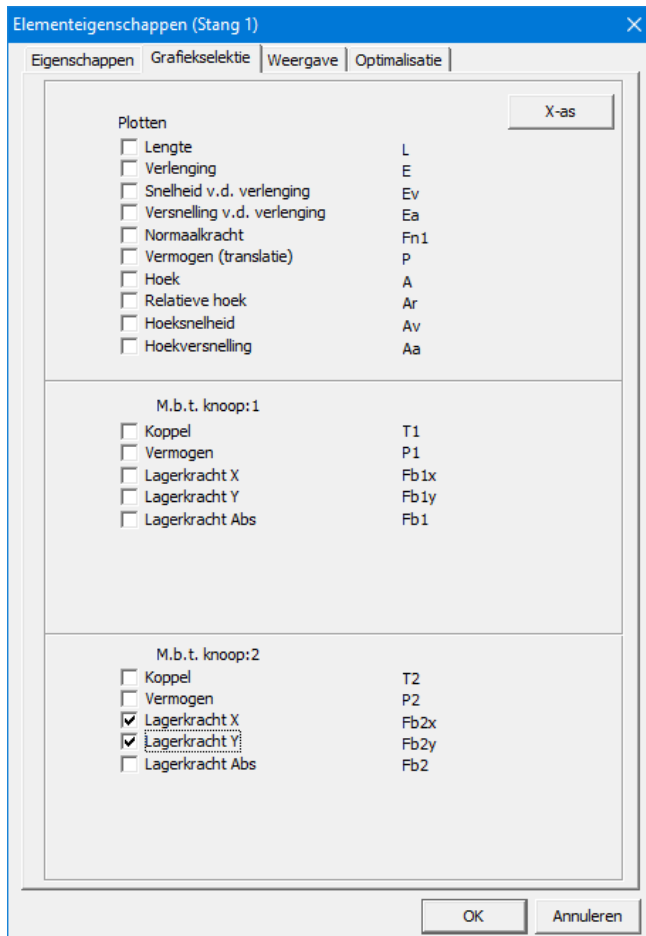 Elementeigenschappen (Stang 1)
Eigenschappen Grafiekselektie Weergave Optimalisatie
X-as
Plotten
Lengte L
Verlenging E
Snelheid v.d. verlenging Ev
Versnelling v.d. verlenging Ea
Normaalkracht Fn1
Vermogen (translatie) P
Hoek A
Relatieve hoek Ar
Hoeksnelheid Av
Hoekversnelling Aa
M.b.t. knoop:1
Koppel T1
Vermogen P1
Lagerkracht X Fb1x
Lagerkracht Y Fb1y
Lagerkracht Abs Fb1
M.b.t. knoop:2
Koppel T2
Vermogen P2
Lagerkracht X Fb2x
Lagerkracht Y Fb2y
Lagerkracht Abs Fb2
OK Annuleren